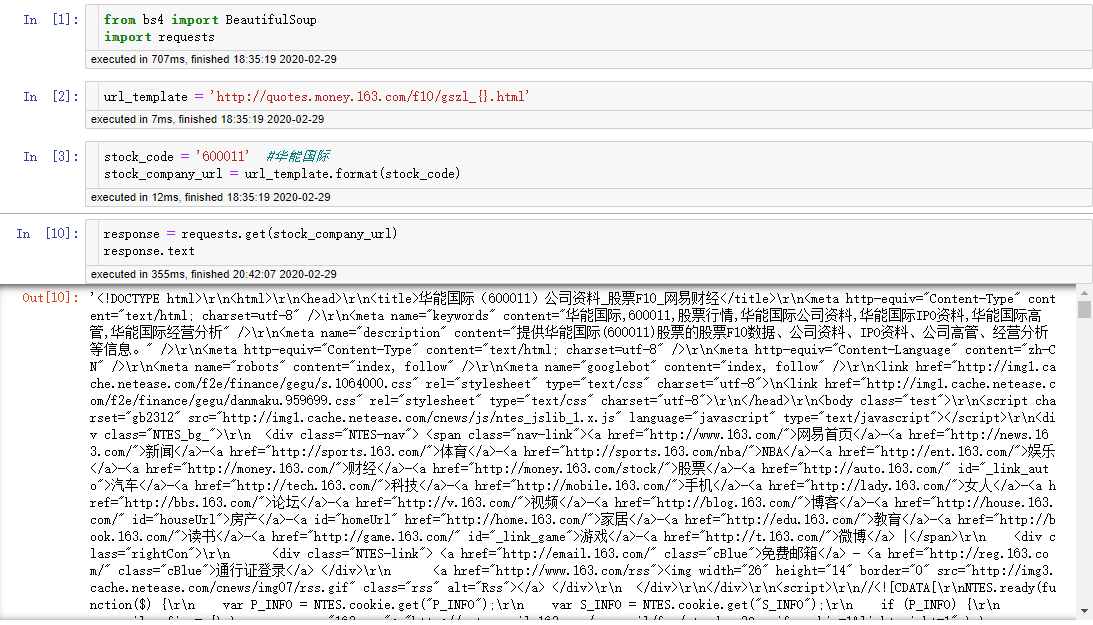 In [1]:
from bs4 import BeautifulSoup
import requests
executed in 707ms, finished 18:35:19 2020-02-29
In [2]:
url_template = 'http://quotes.money.163.com/f10/gszl_{}.html'
executed in 7ms, finished 18:35:19 2020-02-29
In [3]:
stock_code = '600011'  #华能国际
stock_company_url = url_template.format(stock_code)
executed in 12ms, finished 18:35:19 2020-02-29
In [10]:
response = requests.get(stock_company_url)
response.text
executed in 355ms, finished 20:42:07 2020-02-29
Out[10]:
'<!DOCTYPE html>\r\n<html>\r\n<head>\r\n<title>华能国际（600011）公司资料_股票F10_网易财经</title>\r\n<meta http-equiv="Content-Type" cont
ent="text/html; charset=utf-8" />\r\n<meta name="keywords" content="华能国际,600011,股票行情,华能国际公司资料,华能国际IPO资料,华能国际高
管,华能国际经营分析" />\r\n<meta name="description" content="提供华能国际(600011)股票的股票F10数据、公司资料、IPO资料、公司高管、经营分析
等信息。" />\r\n<meta http-equiv="Content-Type" content="text/html; charset=utf-8" />\r\n<meta http-equiv="Content-Language" content="zh-C
N" />\r\n<meta name="robots" content="index, follow" />\r\n<meta name="googlebot" content="index, follow" />\r\n<link href="http://img1.ca
che.netease.com/f2e/finance/gegu/s.1064000.css" rel="stylesheet" type="text/css" charset="utf-8">\n<link href="http://img1.cache.netease.c
om/f2e/finance/gegu/danmaku.959699.css" rel="stylesheet" type="text/css" charset="utf-8">\r\n</head>\r\n<body class="test">\r\n<script cha
rset="gb2312" src="http://img1.cache.netease.com/cnews/js/ntes_jslib_1.x.js" language="javascript" type="text/javascript"></script>\r\n<di
v class="NTES_bg_">\r\n  <div class="NTES-nav"> <span class="nav-link"><a href="http://www.163.com/">网易首页</a>-<a href="http://news.16
3.com/">新闻</a>-<a href="http://sports.163.com/">体育</a>-<a href="http://sports.163.com/nba/">NBA</a>-<a href="http://ent.163.com/">娱乐
</a>-<a href="http://money.163.com/">财经</a>-<a href="http://money.163.com/stock/">股票</a>-<a href="http://auto.163.com/" id="_link_aut
o">汽车</a>-<a href="http://tech.163.com/">科技</a>-<a href="http://mobile.163.com/">手机</a>-<a href="http://lady.163.com/">女人</a>-<a h
ref="http://bbs.163.com/">论坛</a>-<a href="http://v.163.com/">视频</a>-<a href="http://blog.163.com/">博客</a>-<a href="http://house.163.
com/" id="houseUrl">房产</a>-<a id="homeUrl" href="http://home.163.com/">家居</a>-<a href="http://edu.163.com/">教育</a>-<a href="http://b
ook.163.com/">读书</a>-<a href="http://game.163.com/" id="_link_game">游戏</a>-<a href="http://t.163.com/">微博</a> |</span>\r\n    <div c
lass="rightCon">\r\n      <div class="NTES-link"> <a href="http://email.163.com/" class="cBlue">免费邮箱</a> - <a href="http://reg.163.co
m/" class="cBlue">通行证登录</a> </div>\r\n      <a href="http://www.163.com/rss"><img width="26" height="14" border="0" src="http://img3.
cache.netease.com/cnews/img07/rss.gif" class="rss" alt="Rss"></a> </div>\r\n  </div>\r\n</div>\r\n<script>\r\n//<![CDATA[\r\nNTES.ready(fu
nction($) {\r\n    var P_INFO = NTES.cookie.get("P_INFO");\r\n    var S_INFO = NTES.cookie.get("S_INFO");\r\n    if (P_INFO) {\r\n